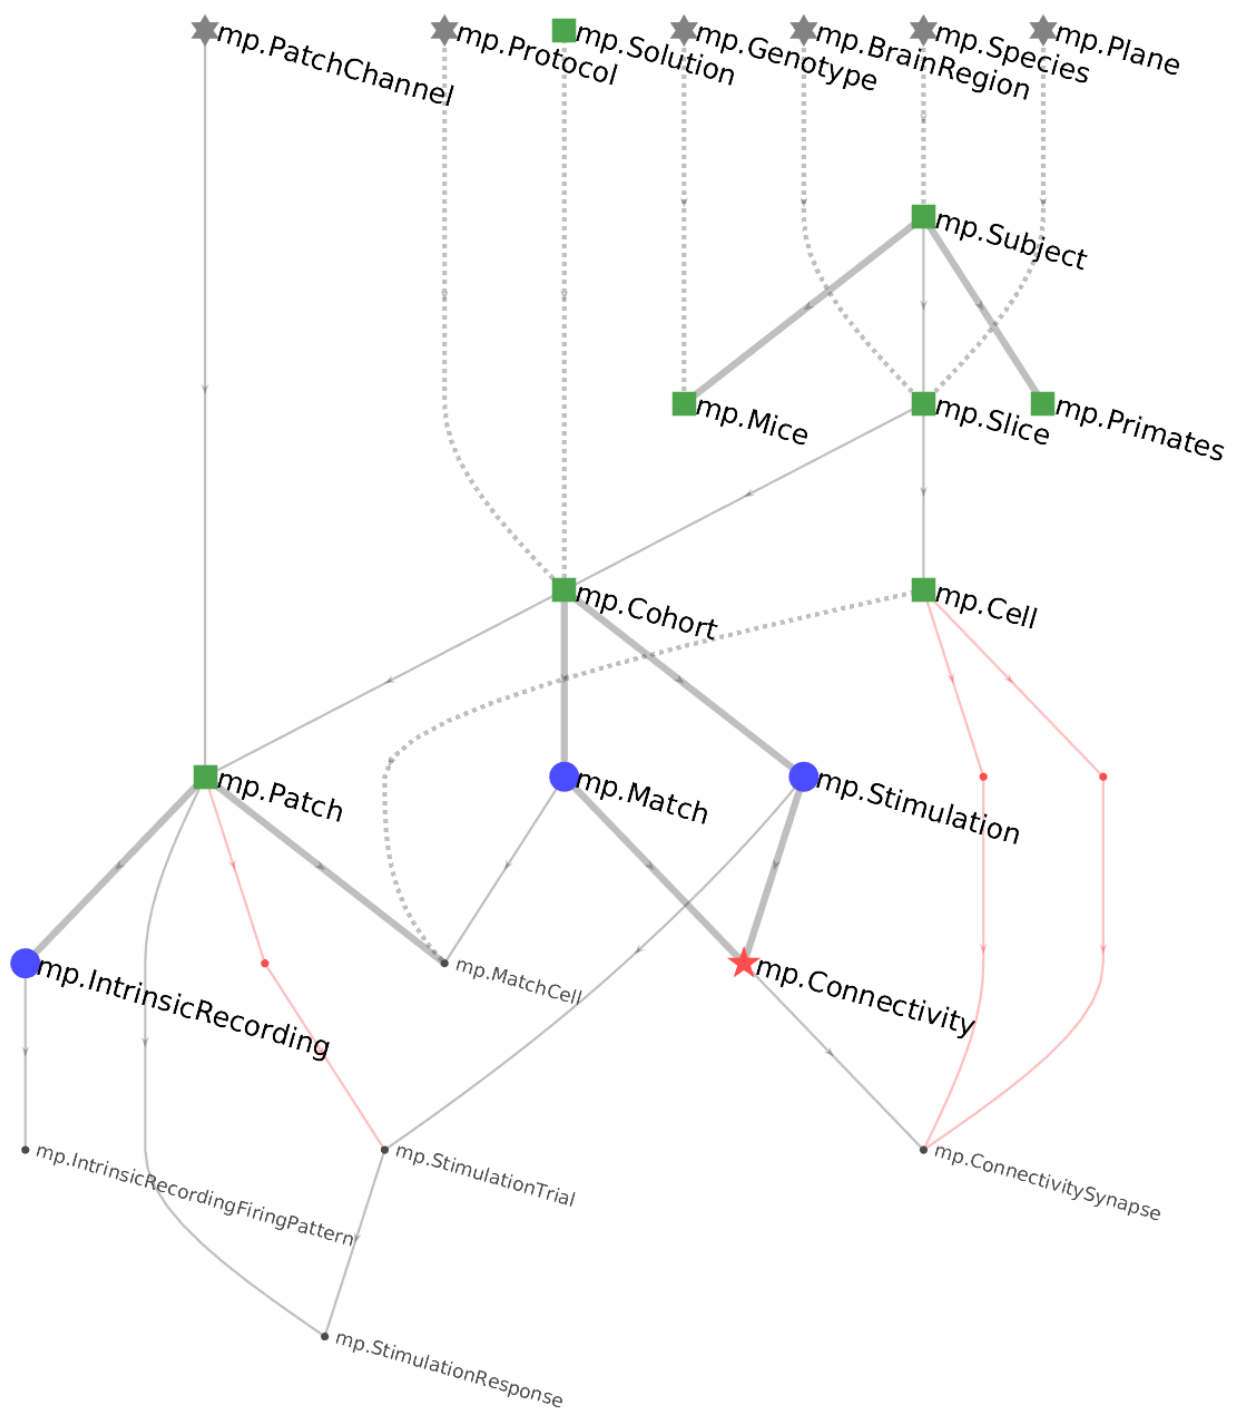 mp.PatchChannel
mp.Protocol
mp.Solution
mp.Genotype
mp.BrainRegion
mp.Species
mp.Plane
mp.Subject
mp.Mice
mp.Slice
mp.Primates
mp.Cohort
mp.Cell
mp.Patch
mp.Match
mp.Stimulation
mp.IntrinsicRecording
mp.MatchCell
mp.Connectivity
mp.IntrinsicRecordingFiringPattern
mp.StimulationTrial
mp.ConnectivitySynapse
mp.StimulationResponse